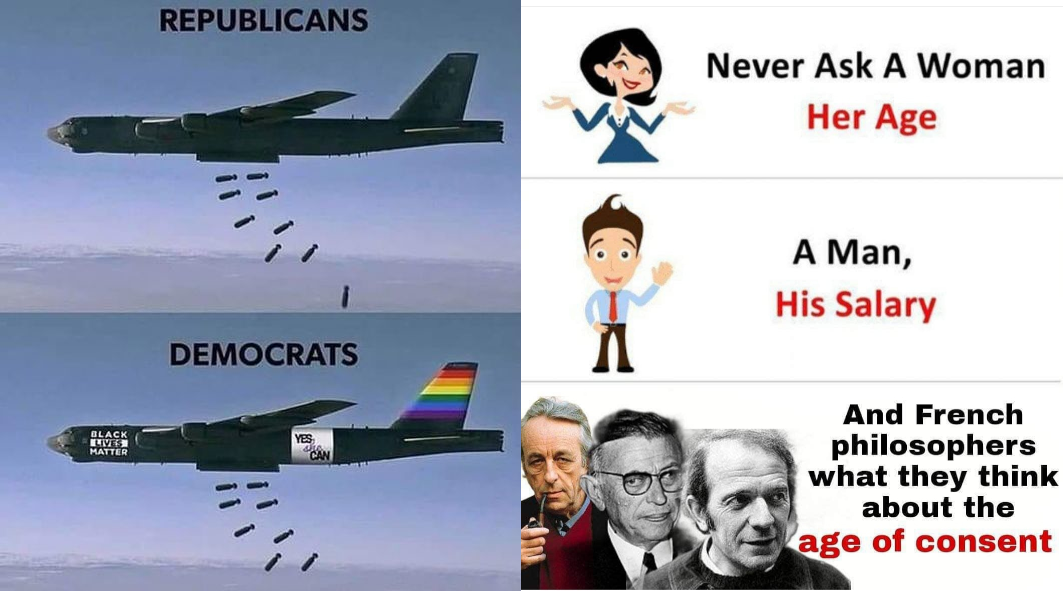 REPUBLICANS
DEMOCRATS
BLACK
LIVES
MATTER
YES,
she
CAN
Never Ask A Woman
Her Age
A Man,
His Salary
And French
philosophers
what they think
about the
age of consent